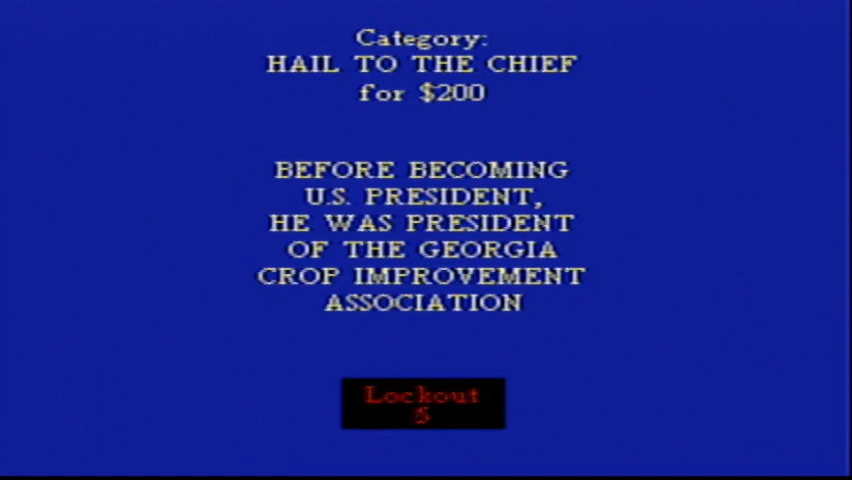 Category:
HAIL TO THE CHIEF
for $200
BEFORE BECOMING
U.S. PRESIDENT,
HE WAS PRESIDENT
OF THE GEORGIA
CROP IMPROVEMENT
ASSOCIATION
Lockout
5